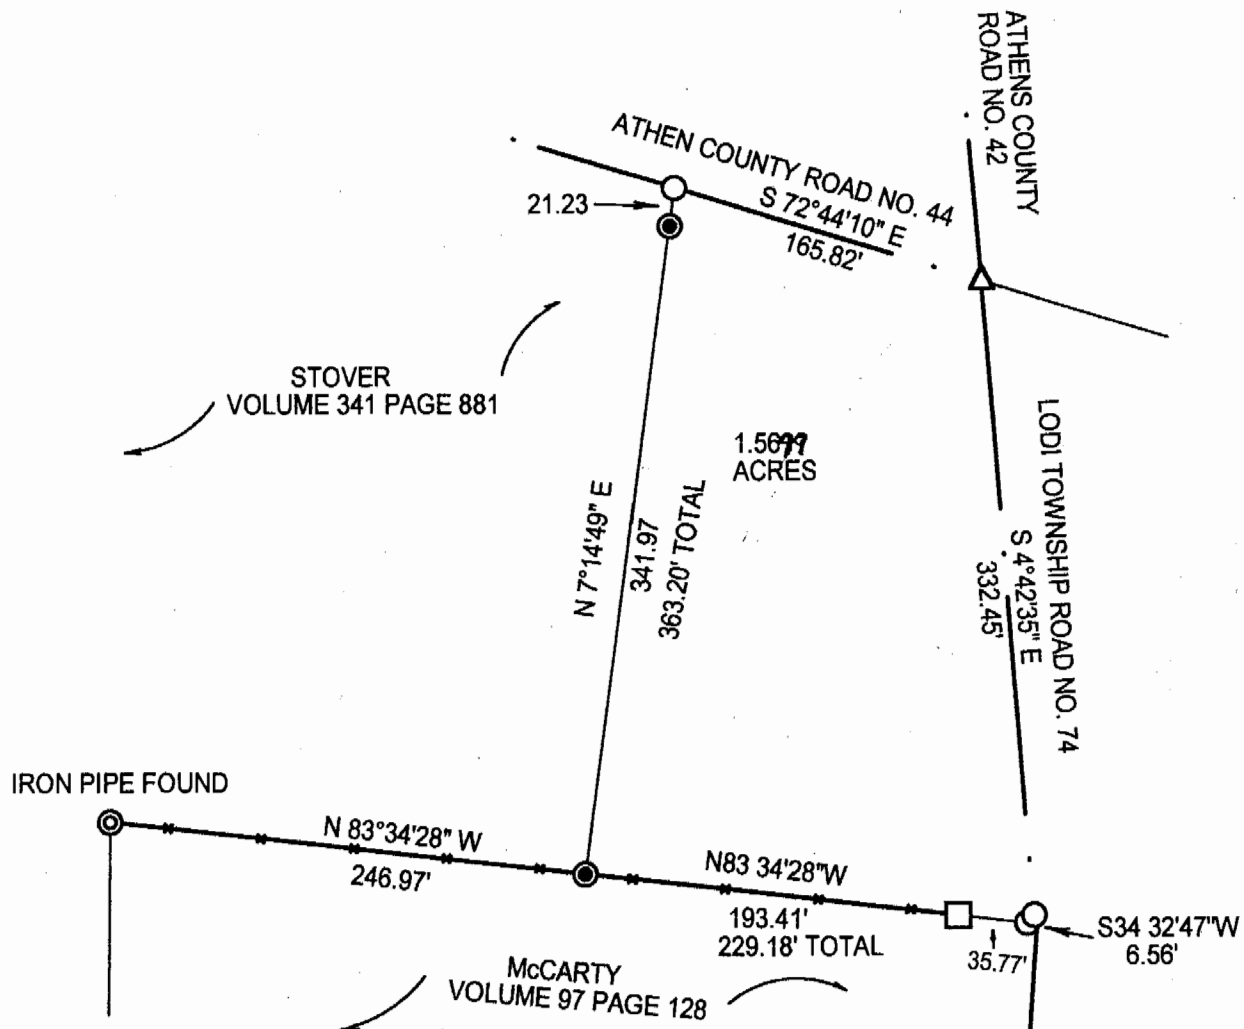 ATHENS COUNTY
ROAD NO. 42
ATHEN COUNTY ROAD NO. 44
S 72°44'10" E
165.82'
21.23
STOVER
VOLUME 341 PAGE 881
ACRES
N 7°14'49" E
341.97
363.20' TOTAL
LODI TOWNSHIP ROAD NO. 74
S 4°42'35" E
332.45'
IRON PIPE FOUND
N 83°34'28" W
246.97'
N83 34'28"W
193.41'
229.18' TOTAL
35.77'
S34 32'47"W
6.56'
McCARTY
VOLUME 97 PAGE 128